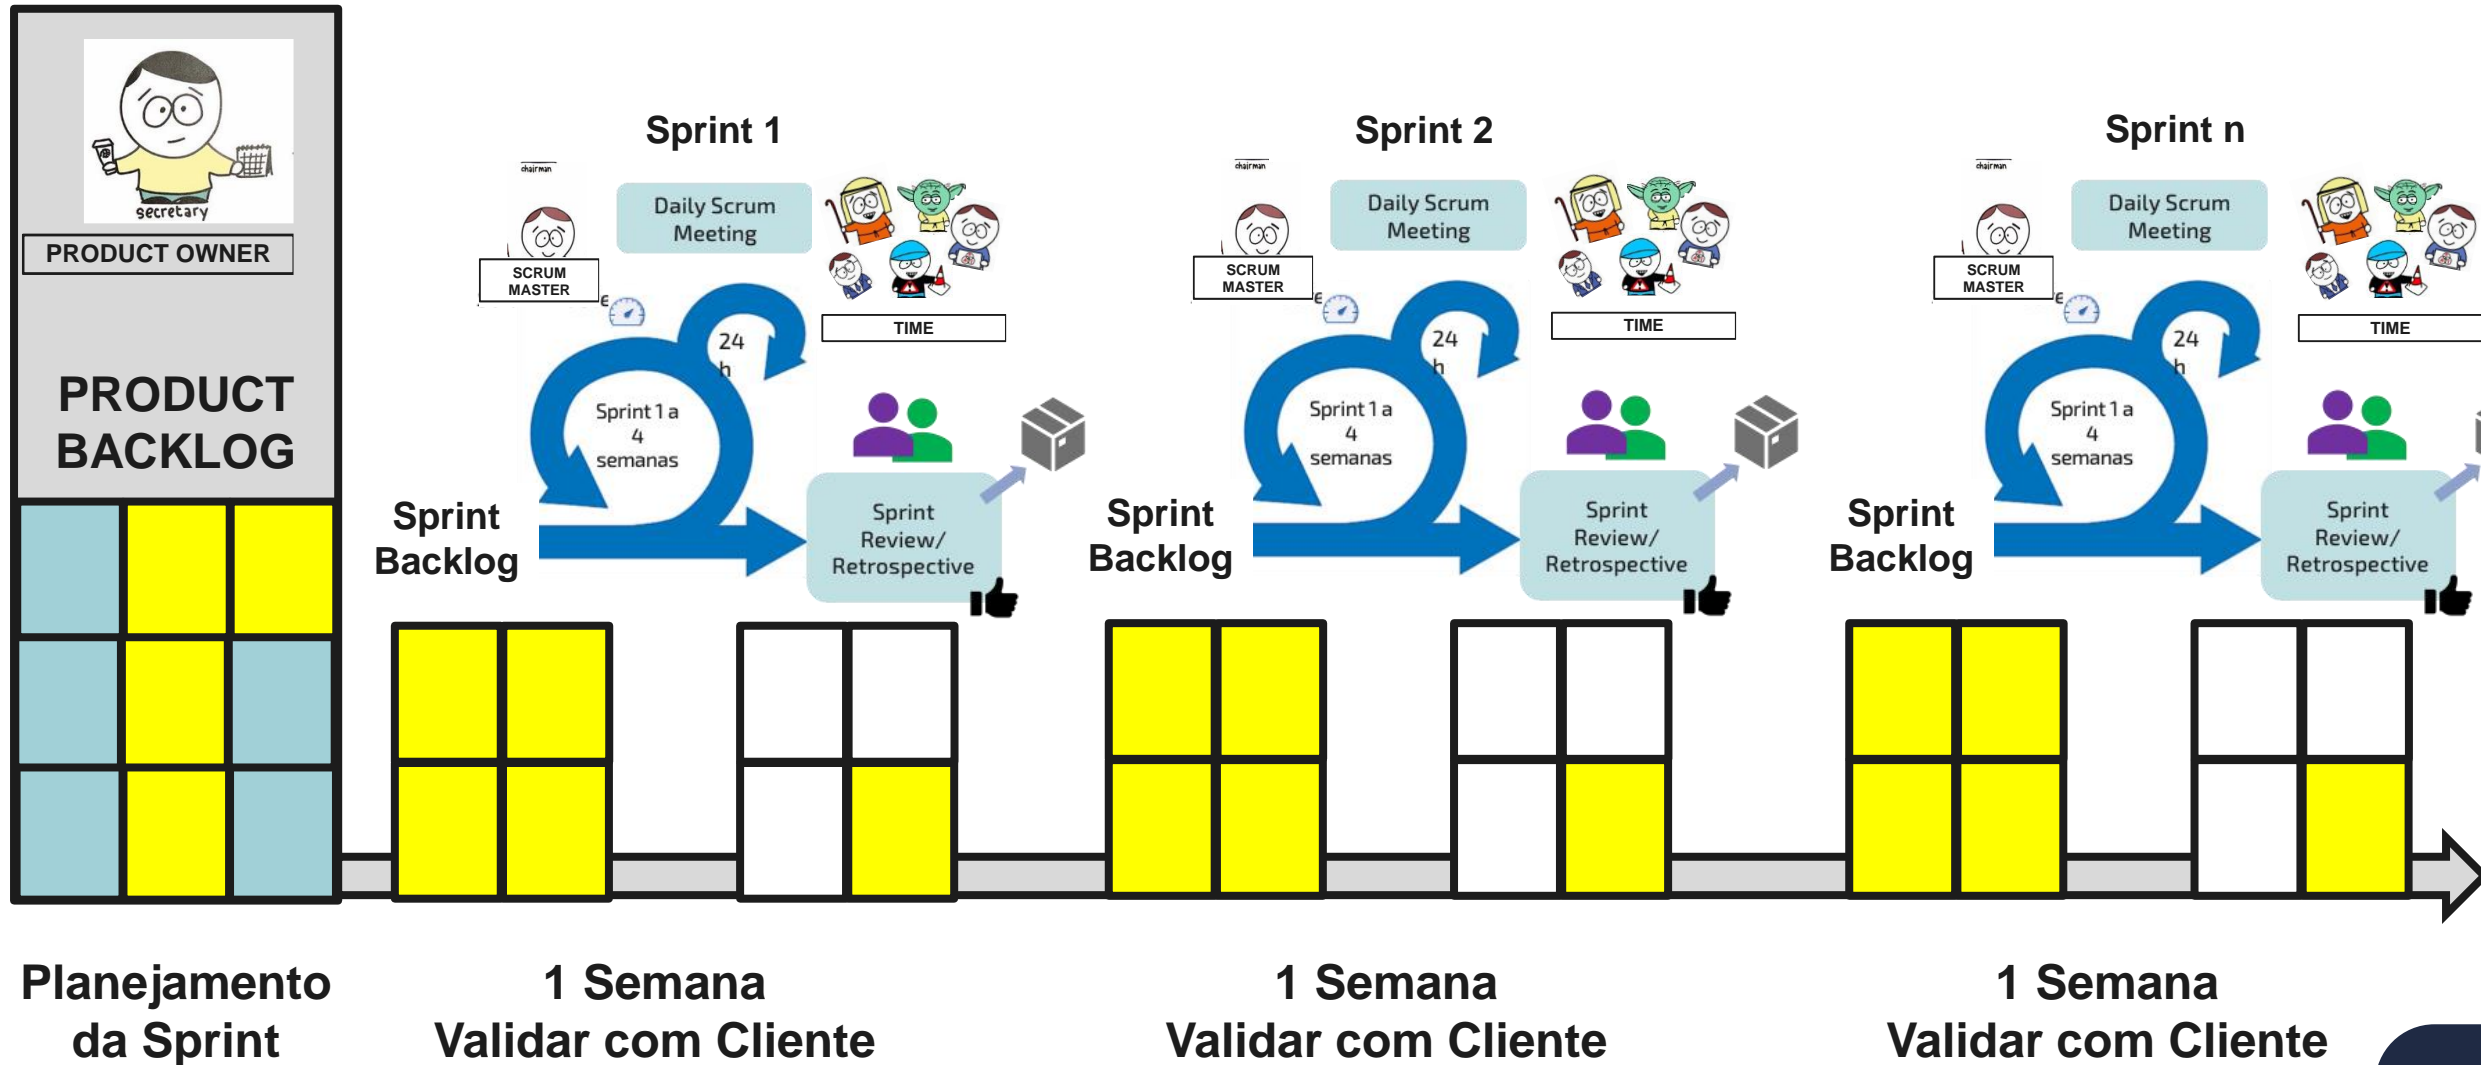 secretary
PRODUCT OWNER
PRODUCT
BACKLOG
Planejamento
da Sprint
Sprint 1
chairman
Daily Scrum
Meeting
SCRUM
MASTER
E
TIME
24
h
Sprint 1 a
4
semanas
Sprint
Backlog
Sprint
Review/
Retrospective
1 Semana
Validar com Cliente
Sprint 2
chairman
Daily Scrum
Meeting
SCRUM
MASTER
E
TIME
24
h
Sprint 1 a
4
semanas
Sprint
Backlog
Sprint
Review/
Retrospective
1 Semana
Validar com Cliente
Sprint n
chairman
Daily Scrum
Meeting
SCRUM
MASTER
E
TIME
24
h
Sprint 1 a
4
semanas
Sprint
Backlog
Sprint
Review/
Retrospective
1 Semana
Validar com Cliente